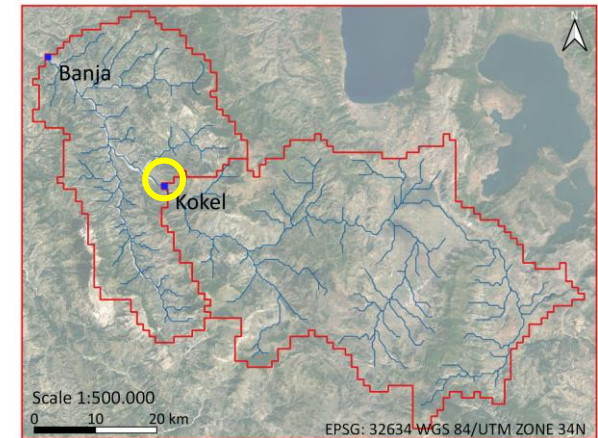 N
Banja
Kokel
Scale 1:500.000
0 10 20 km
EPSG: 32634 WGS 84/UTM ZONE 34N